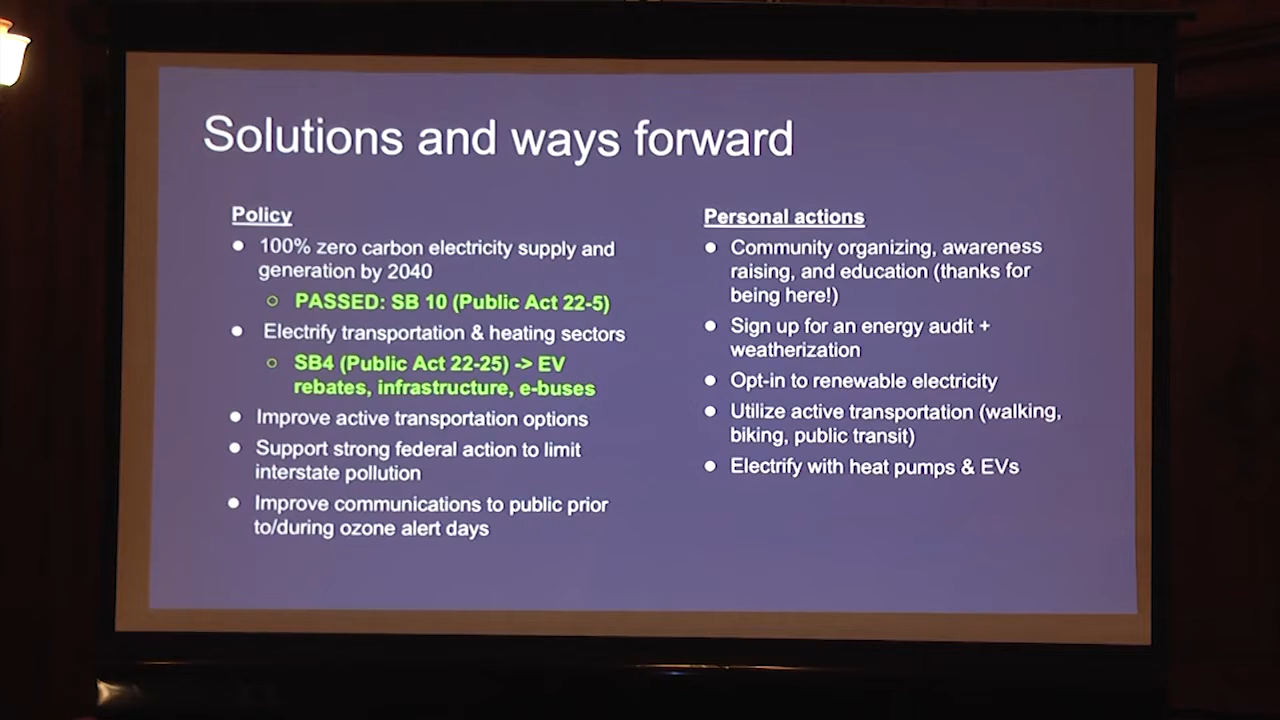 Solutions and ways forward
Policy
● 100% zero carbon electricity supply and
generation by 2040
○ PASSED: SB 10 (Public Act 22-5)
● Electrify transportation & heating sectors
○ SB4 (Public Act 22-25) -> EV
rebates, infrastructure, e-buses
● Improve active transportation options
● Support strong federal action to limit
interstate pollution
● Improve communications to public prior
to/during ozone alert days
Personal actions
● Community organizing, awareness
raising, and education (thanks for
being here!)
● Sign up for an energy audit +
weatherization
● Opt-in to renewable electricity
● Utilize active transportation (walking,
biking, public transit)
● Electrify with heat pumps & EVs